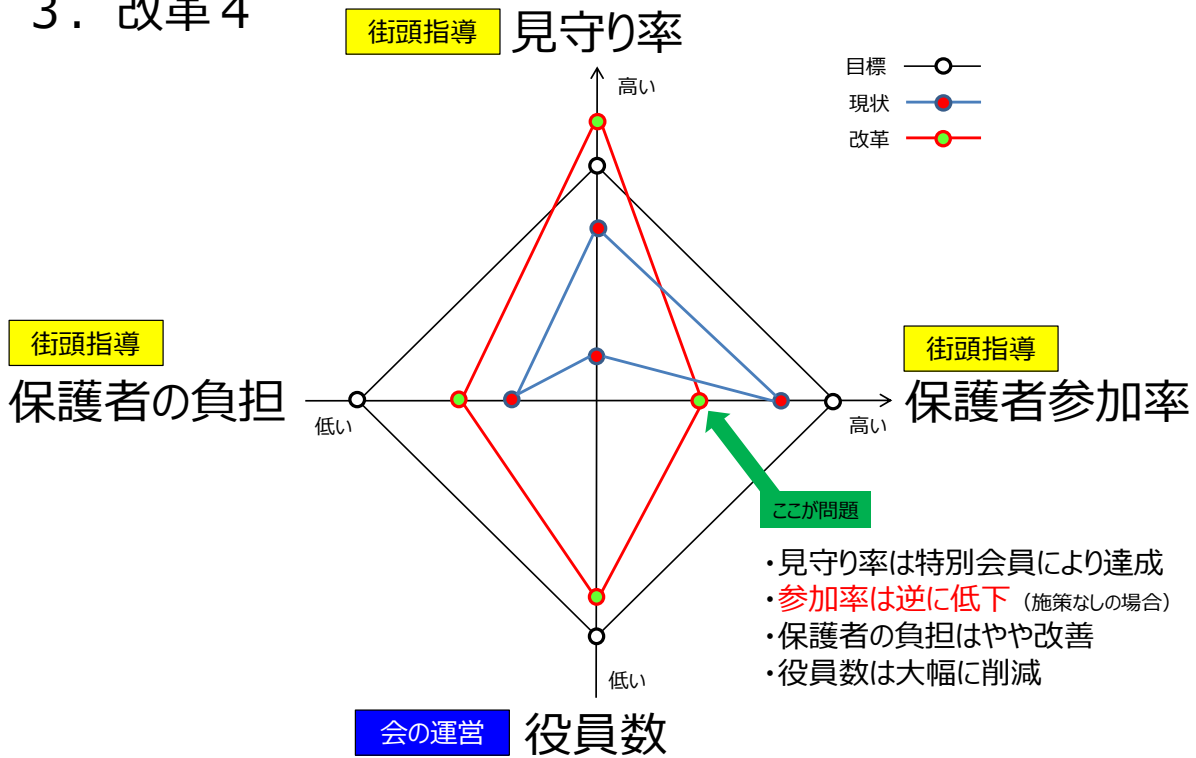 3．改革４
街頭指導 見守り率
高い
目標
現状
改革
街頭指導
保護者の負担
低い
街頭指導
保護者参加率
高い
ここが問題
・見守り率は特別会員により達成
・参加率は逆に低下（施策なしの場合）
・保護者の負担はやや改善
・役員数は大幅に削減
低い
会の運営 役員数